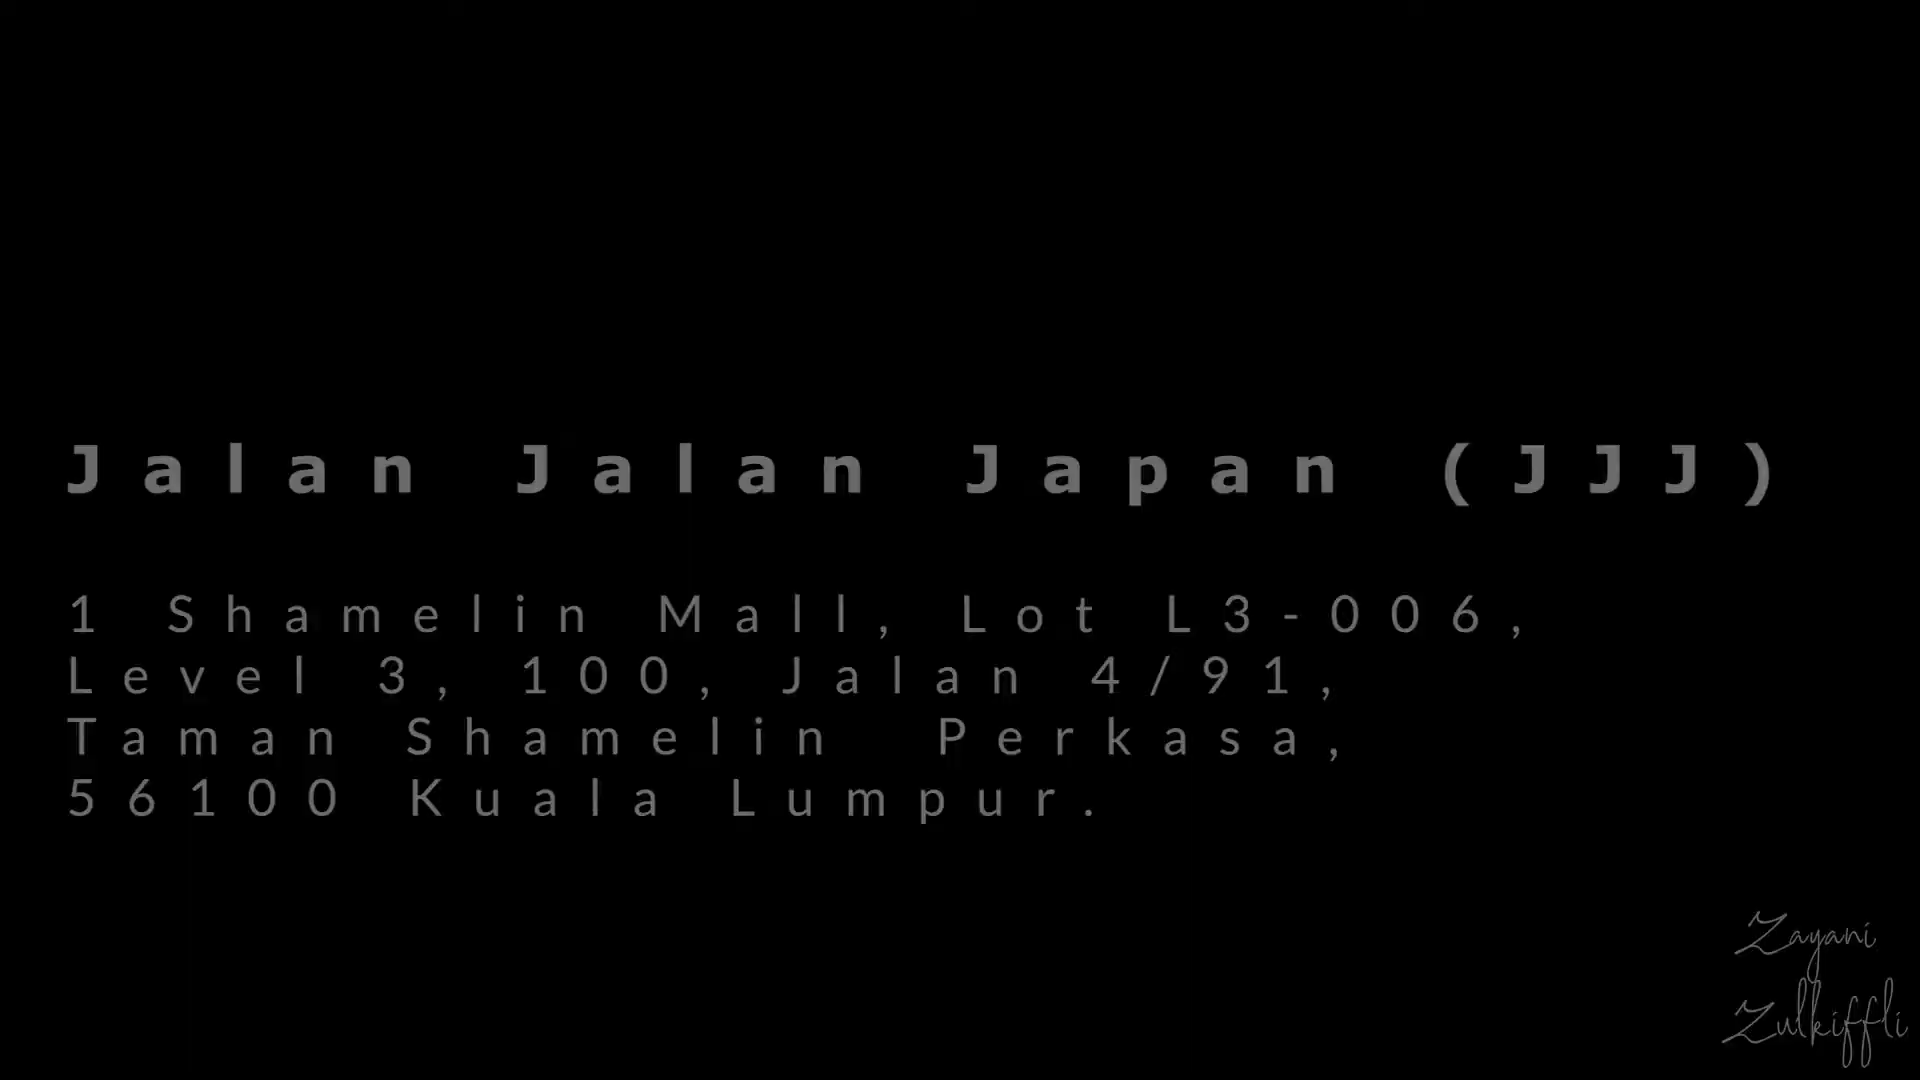 Jalan Jalan Japan (JJJ)
1 Shamelin Mall, Lot L3-006,
Level 3, 100, Jalan 4/91,
Taman Shamelin Perkasa,
56100 Kuala Lumpur.
Zayani
Zulkiffli